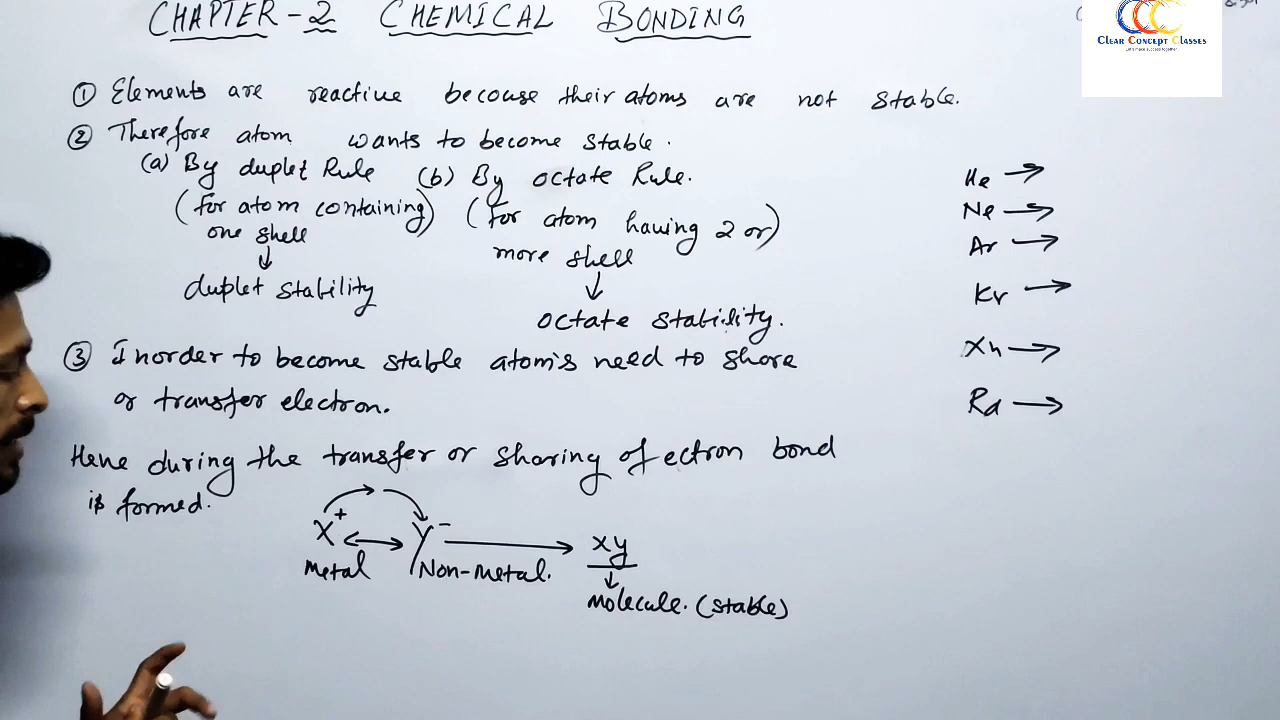 CHAPTER-2 CHEMICAL BONDING
CLEAR CONCEPT CLASSES
Let's make success together
① Elements are reactive becouse their atoms are not stable.
② Therefore atom wants to become stable.
(a) By duplet Rule (b) By octate Rule.
(for atom containing one shell) (for atom having 2 or more shell)
↓ ↓
duplet stability
octate stability.
③ Inorder to become stable atom's need to share
or transfer electron.
Hene during the transfer or sharing of ectron bond
is formed.
X⁺ ↔ Y⁻ → xy
Metal Non-metal.
↓
Molecule. (stable)
He →
Ne →
Ar →
Kr →
Xn →
Rd →